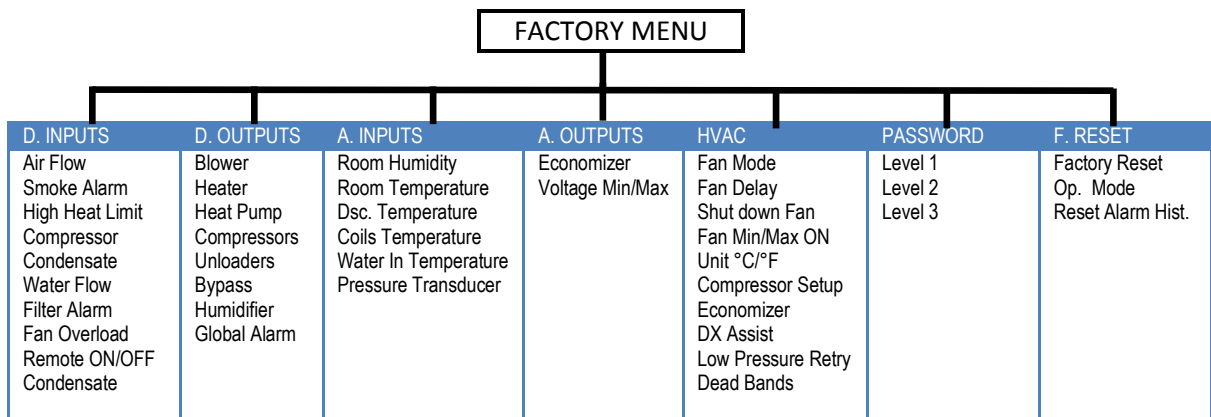 FACTORY MENU
D. INPUTS
Air Flow
Smoke Alarm
High Heat Limit
Compressor
Condensate
Water Flow
Filter Alarm
Fan Overload
Remote ON/OFF
Condensate
D. OUTPUTS
Blower
Heater
Heat Pump
Compressors
Unloaders
Bypass
Humidifier
Global Alarm
A. INPUTS
Room Humidity
Room Temperature
Dsc. Temperature
Coils Temperature
Water In Temperature
Pressure Transducer
A. OUTPUTS
Economizer
Voltage Min/Max
HVAC
Fan Mode
Fan Delay
Shut down Fan
Fan Min/Max ON
Unit °C/°F
Compressor Setup
Economizer
DX Assist
Low Pressure Retry
Dead Bands
PASSWORD
Level 1
Level 2
Level 3
F. RESET
Factory Reset
Op. Mode
Reset Alarm Hist.